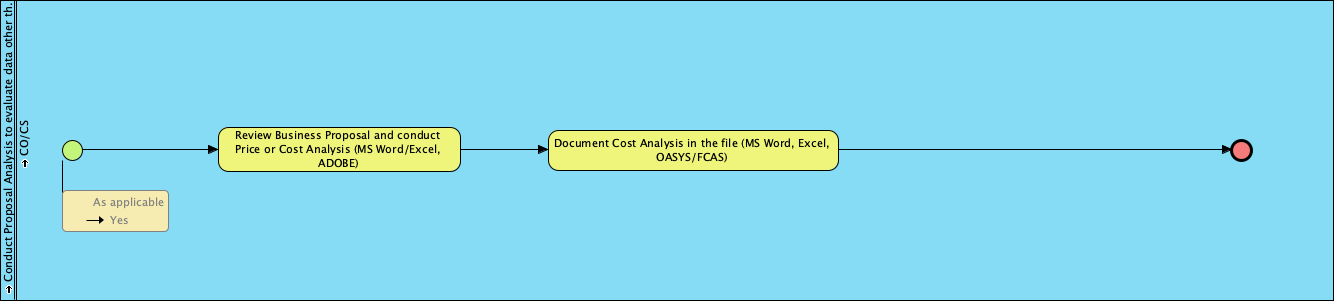 Conduct Proposal Analysis to evaluate data other th.
CO/CS
Review Business Proposal and conduct
Price or Cost Analysis (MS Word/Excel,
ADOBE)
Document Cost Analysis in the file (MS Word, Excel,
OASYS/FCAS)
As applicable
Yes